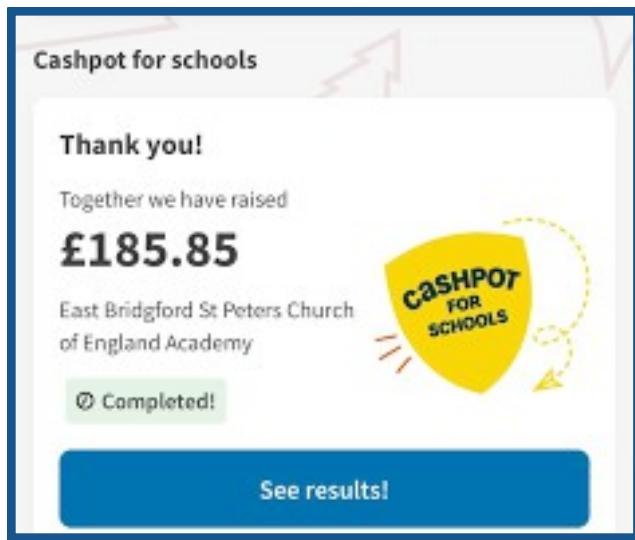 Cashpot for schools
Thank you!
Together we have raised
£185.85
East Bridgford St Peters Church
of England Academy
Completed!
CASHPOT
FOR
SCHOOLS
See results!